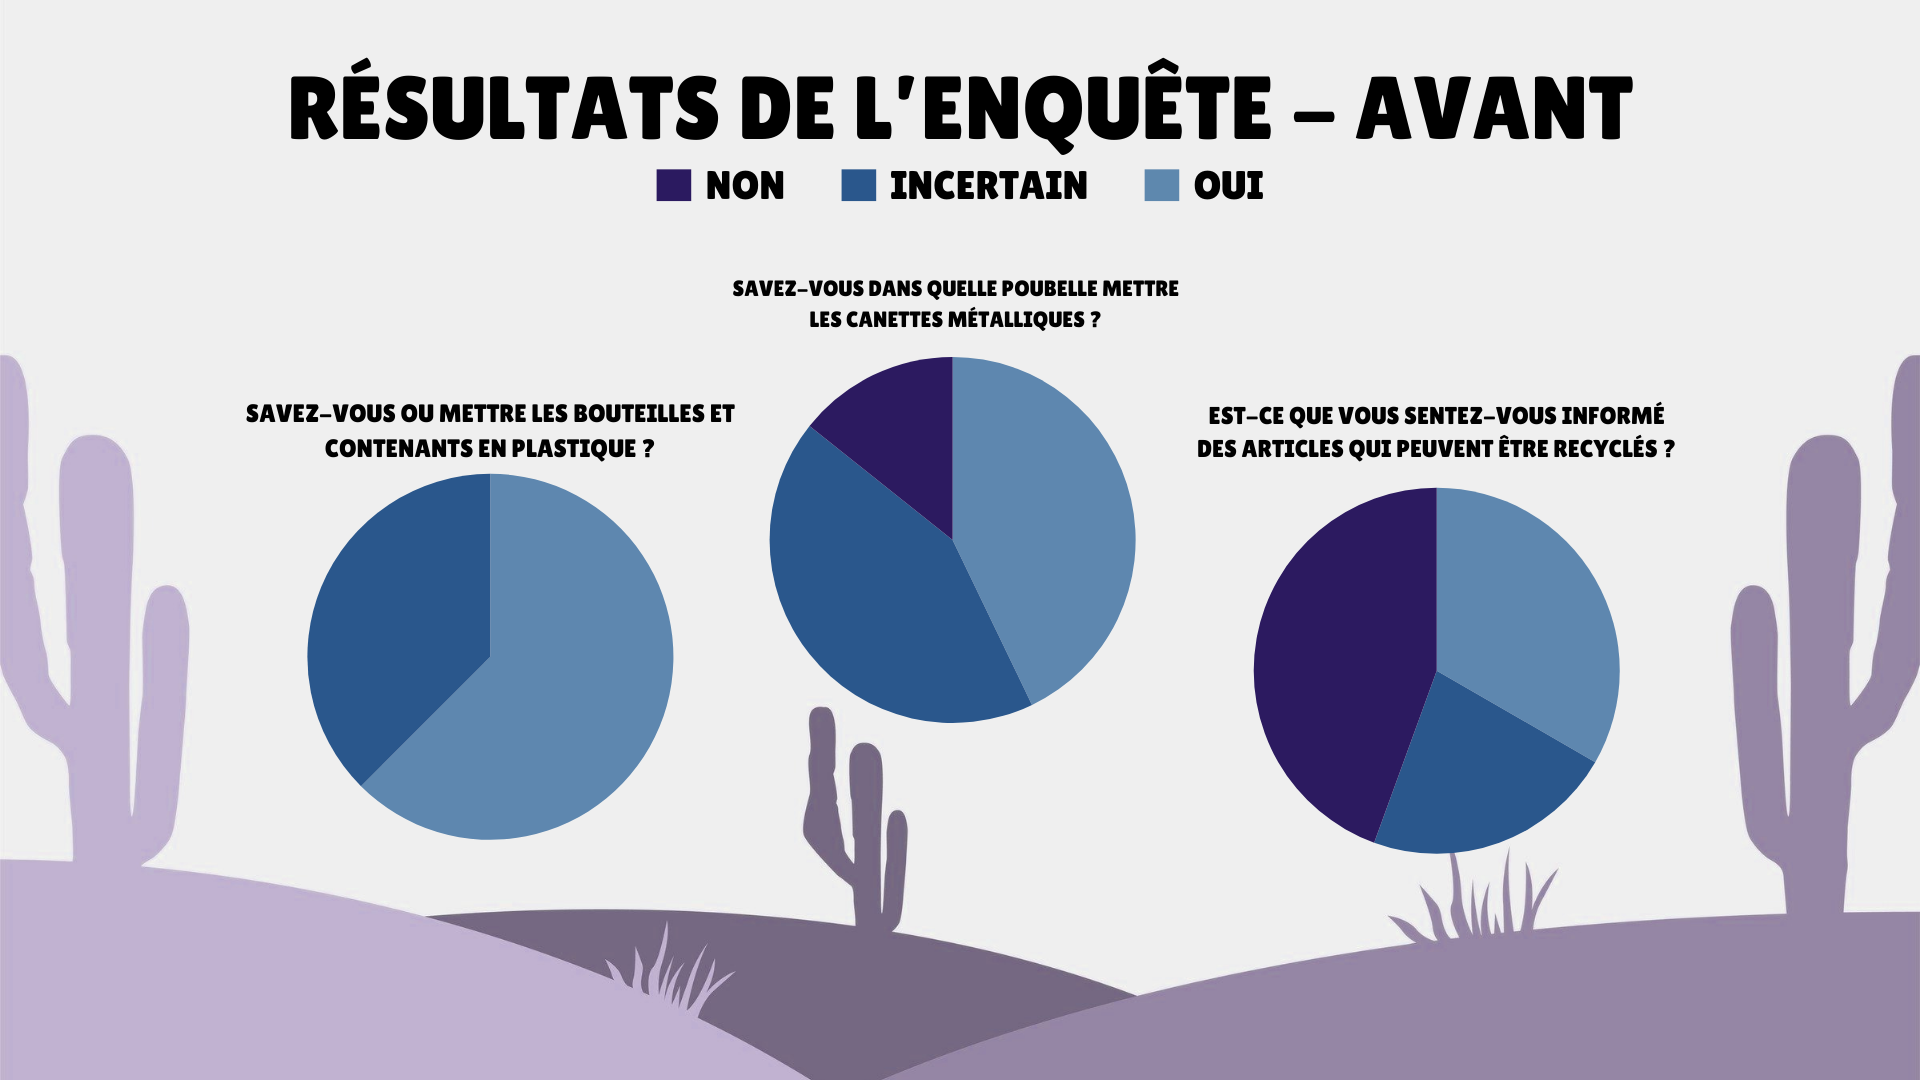 RÉSULTATS DE L'ENQUÊTE – AVANT
NON INCERTAIN OUI
SAVEZ-VOUS DANS QUELLE POUBELLE METTRE
LES CANETTES MÉTALLIQUES ?
SAVEZ-VOUS OU METTRE LES BOUTEILLES ET
CONTENANTS EN PLASTIQUE ?
EST-CE QUE VOUS SENTEZ-VOUS INFORMÉ
DES ARTICLES QUI PEUVENT ÊTRE RECYCLÉS ?